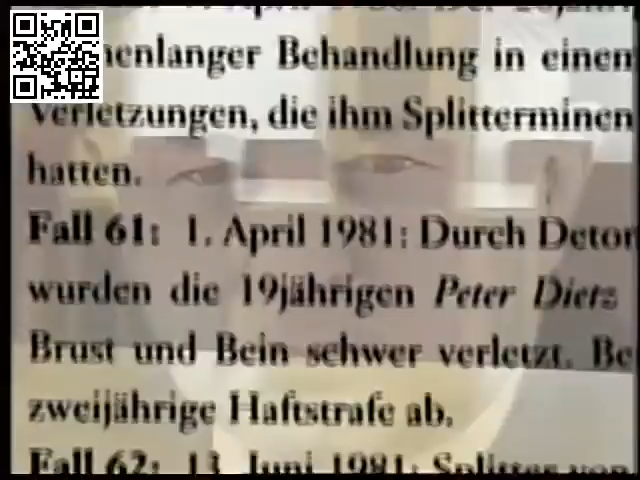 nenlanger Behandlung in einem
Verletzungen, die ihm Splitterminen
hatten.
Fall 61: 1. April 1981: Durch Deton
wurden die 19jährigen Peter Dietz
Brust und Bein schwer verletzt. Be
zweijährige Haftstrafe ab.
Fall 62: 13. Juni 1981: Splitter von